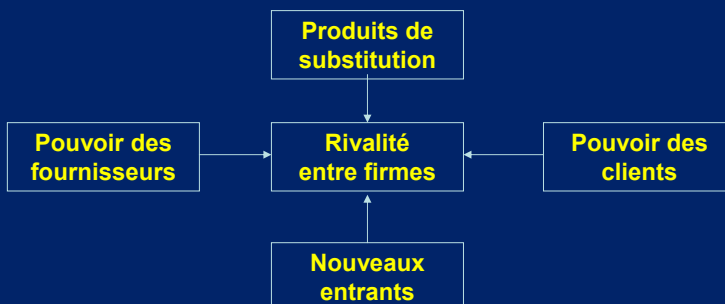 Produits de
substitution
Pouvoir des
fournisseurs
Rivalité
entre firmes
Pouvoir des
clients
Nouveaux
entrants